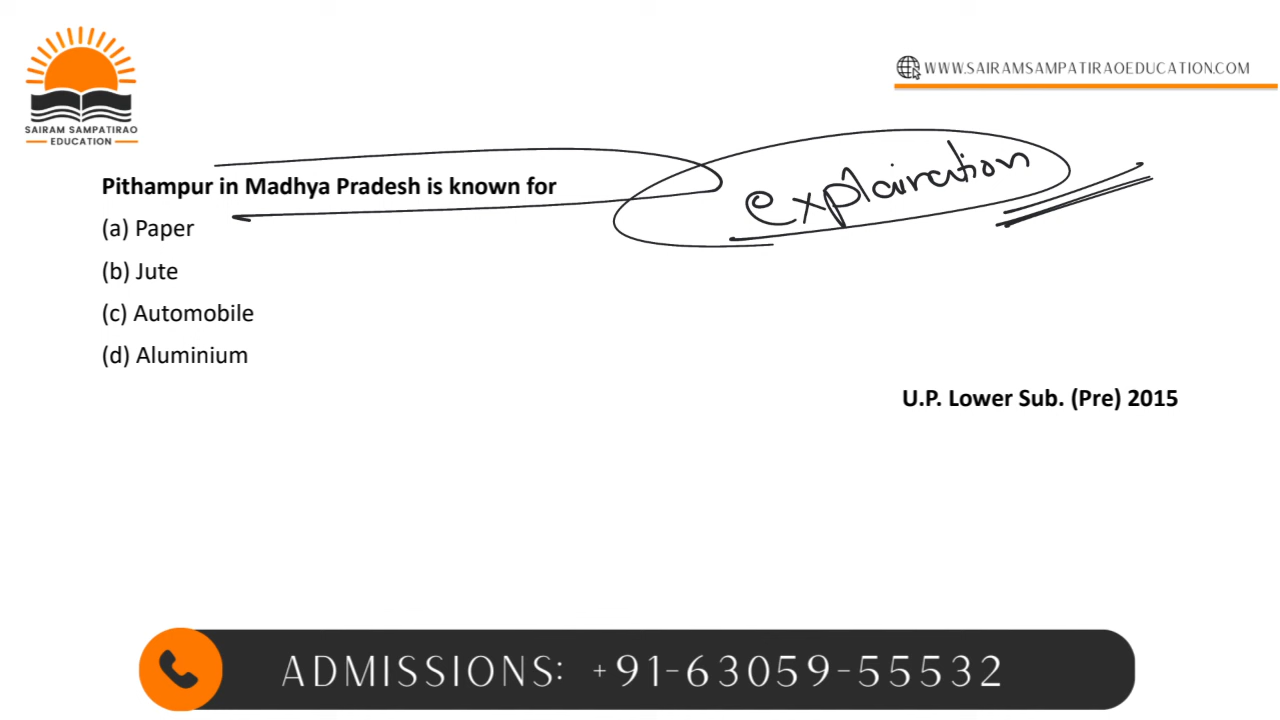 SAIRAM SAMPATIRAO
EDUCATION
WWW.SAIRAMSAMPATIRAOEDUCATION.COM
explaination
Pithampur in Madhya Pradesh is known for
(a) Paper
(b) Jute
(c) Automobile
(d) Aluminium
U.P. Lower Sub. (Pre) 2015
ADMISSIONS: +91-63059-55532